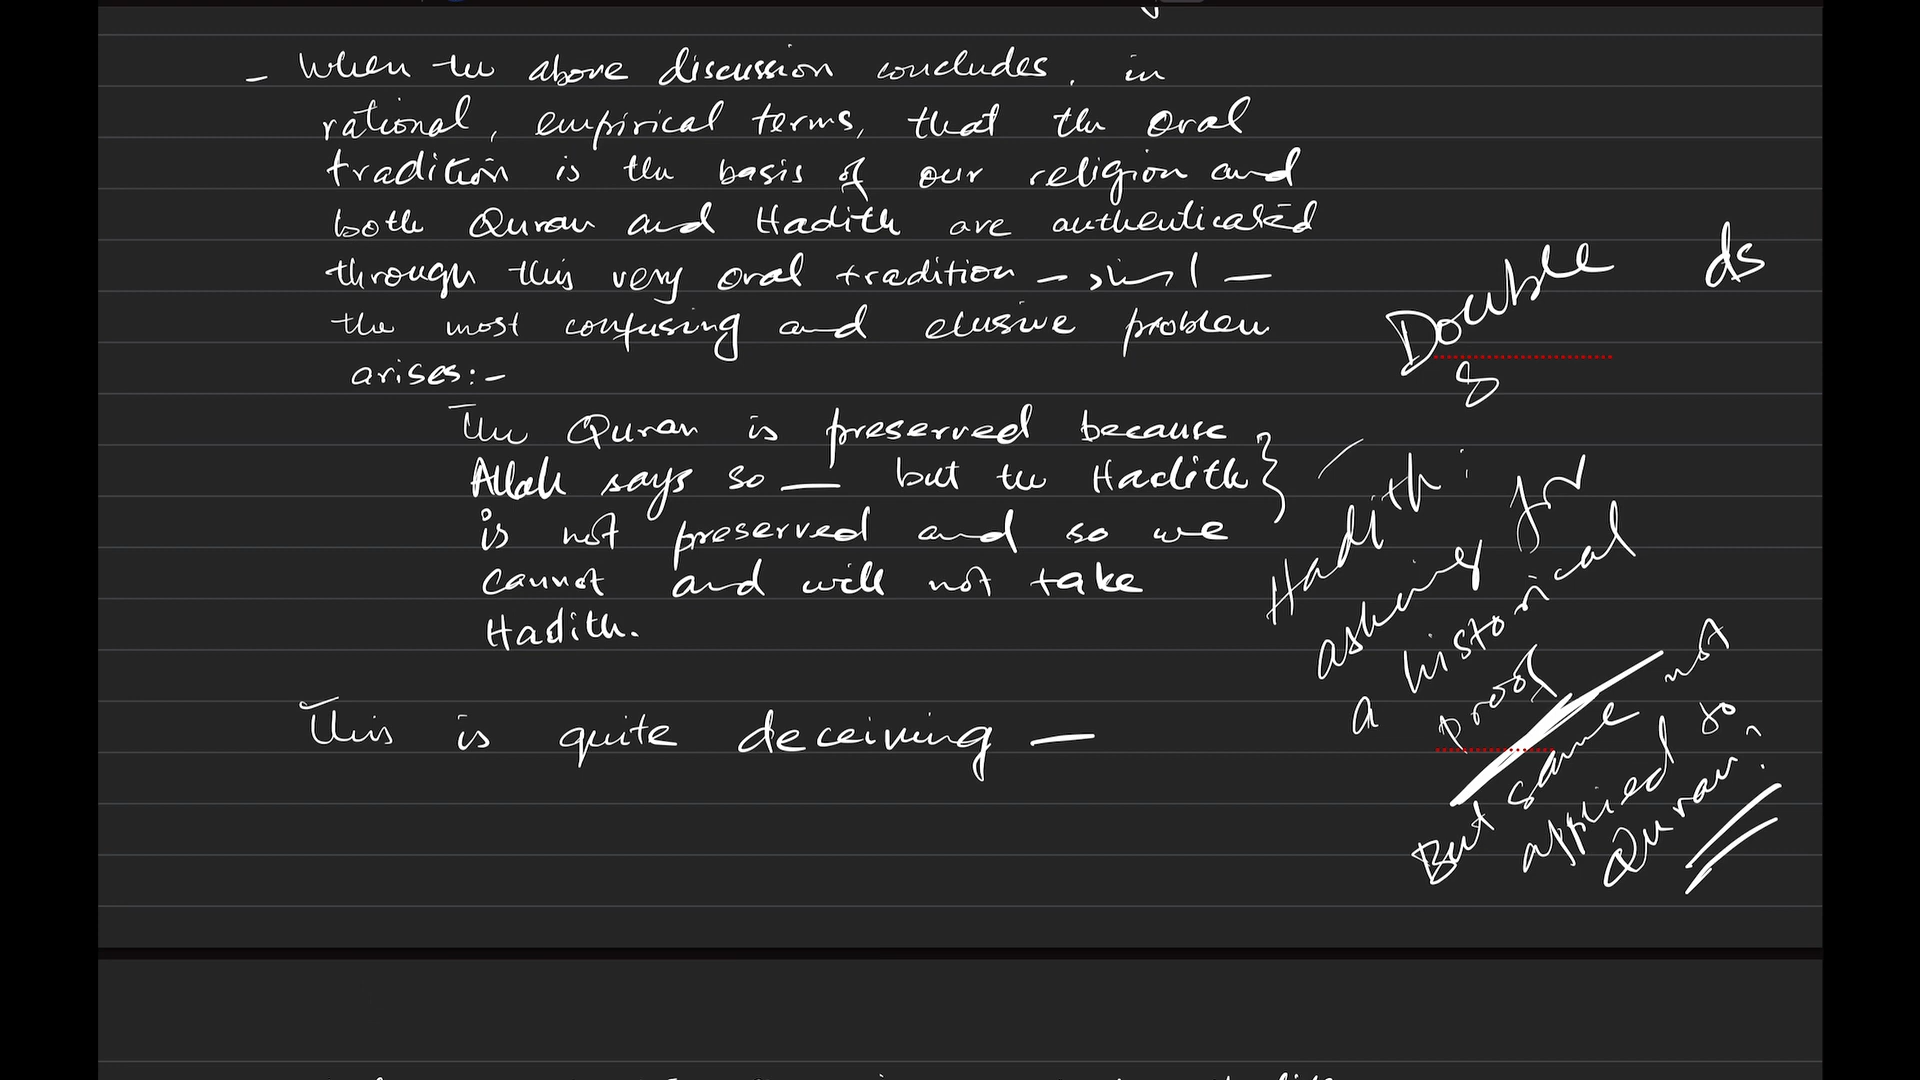 - When the above discussion concludes, in
rational, empirical terms, that the oral
tradition is the basis of our religion and
both Quran and Hadith are authenticated
through this very oral tradition - still -
the most confusing and elusive problem
arises:-
The Quran is preserved because
Allah says so — but the Hadith
is not preserved and so we
cannot and will not take
Hadith.
This is quite deceiving —
Double
S
ds
Hadith:
asking for
a historical
proof
But same not
applied to
Quran?